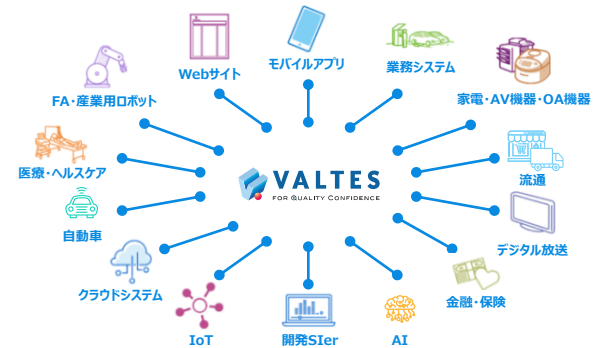 モバイルアプリ
Webサイト
業務システム
FA・産業用ロボット
家電・AV機器・OA機器
医療・ヘルスケア
流通
VALTES
FOR QUALITY CONFIDENCE
自動車
デジタル放送
クラウドシステム
金融・保険
IoT
開発SIer
AI